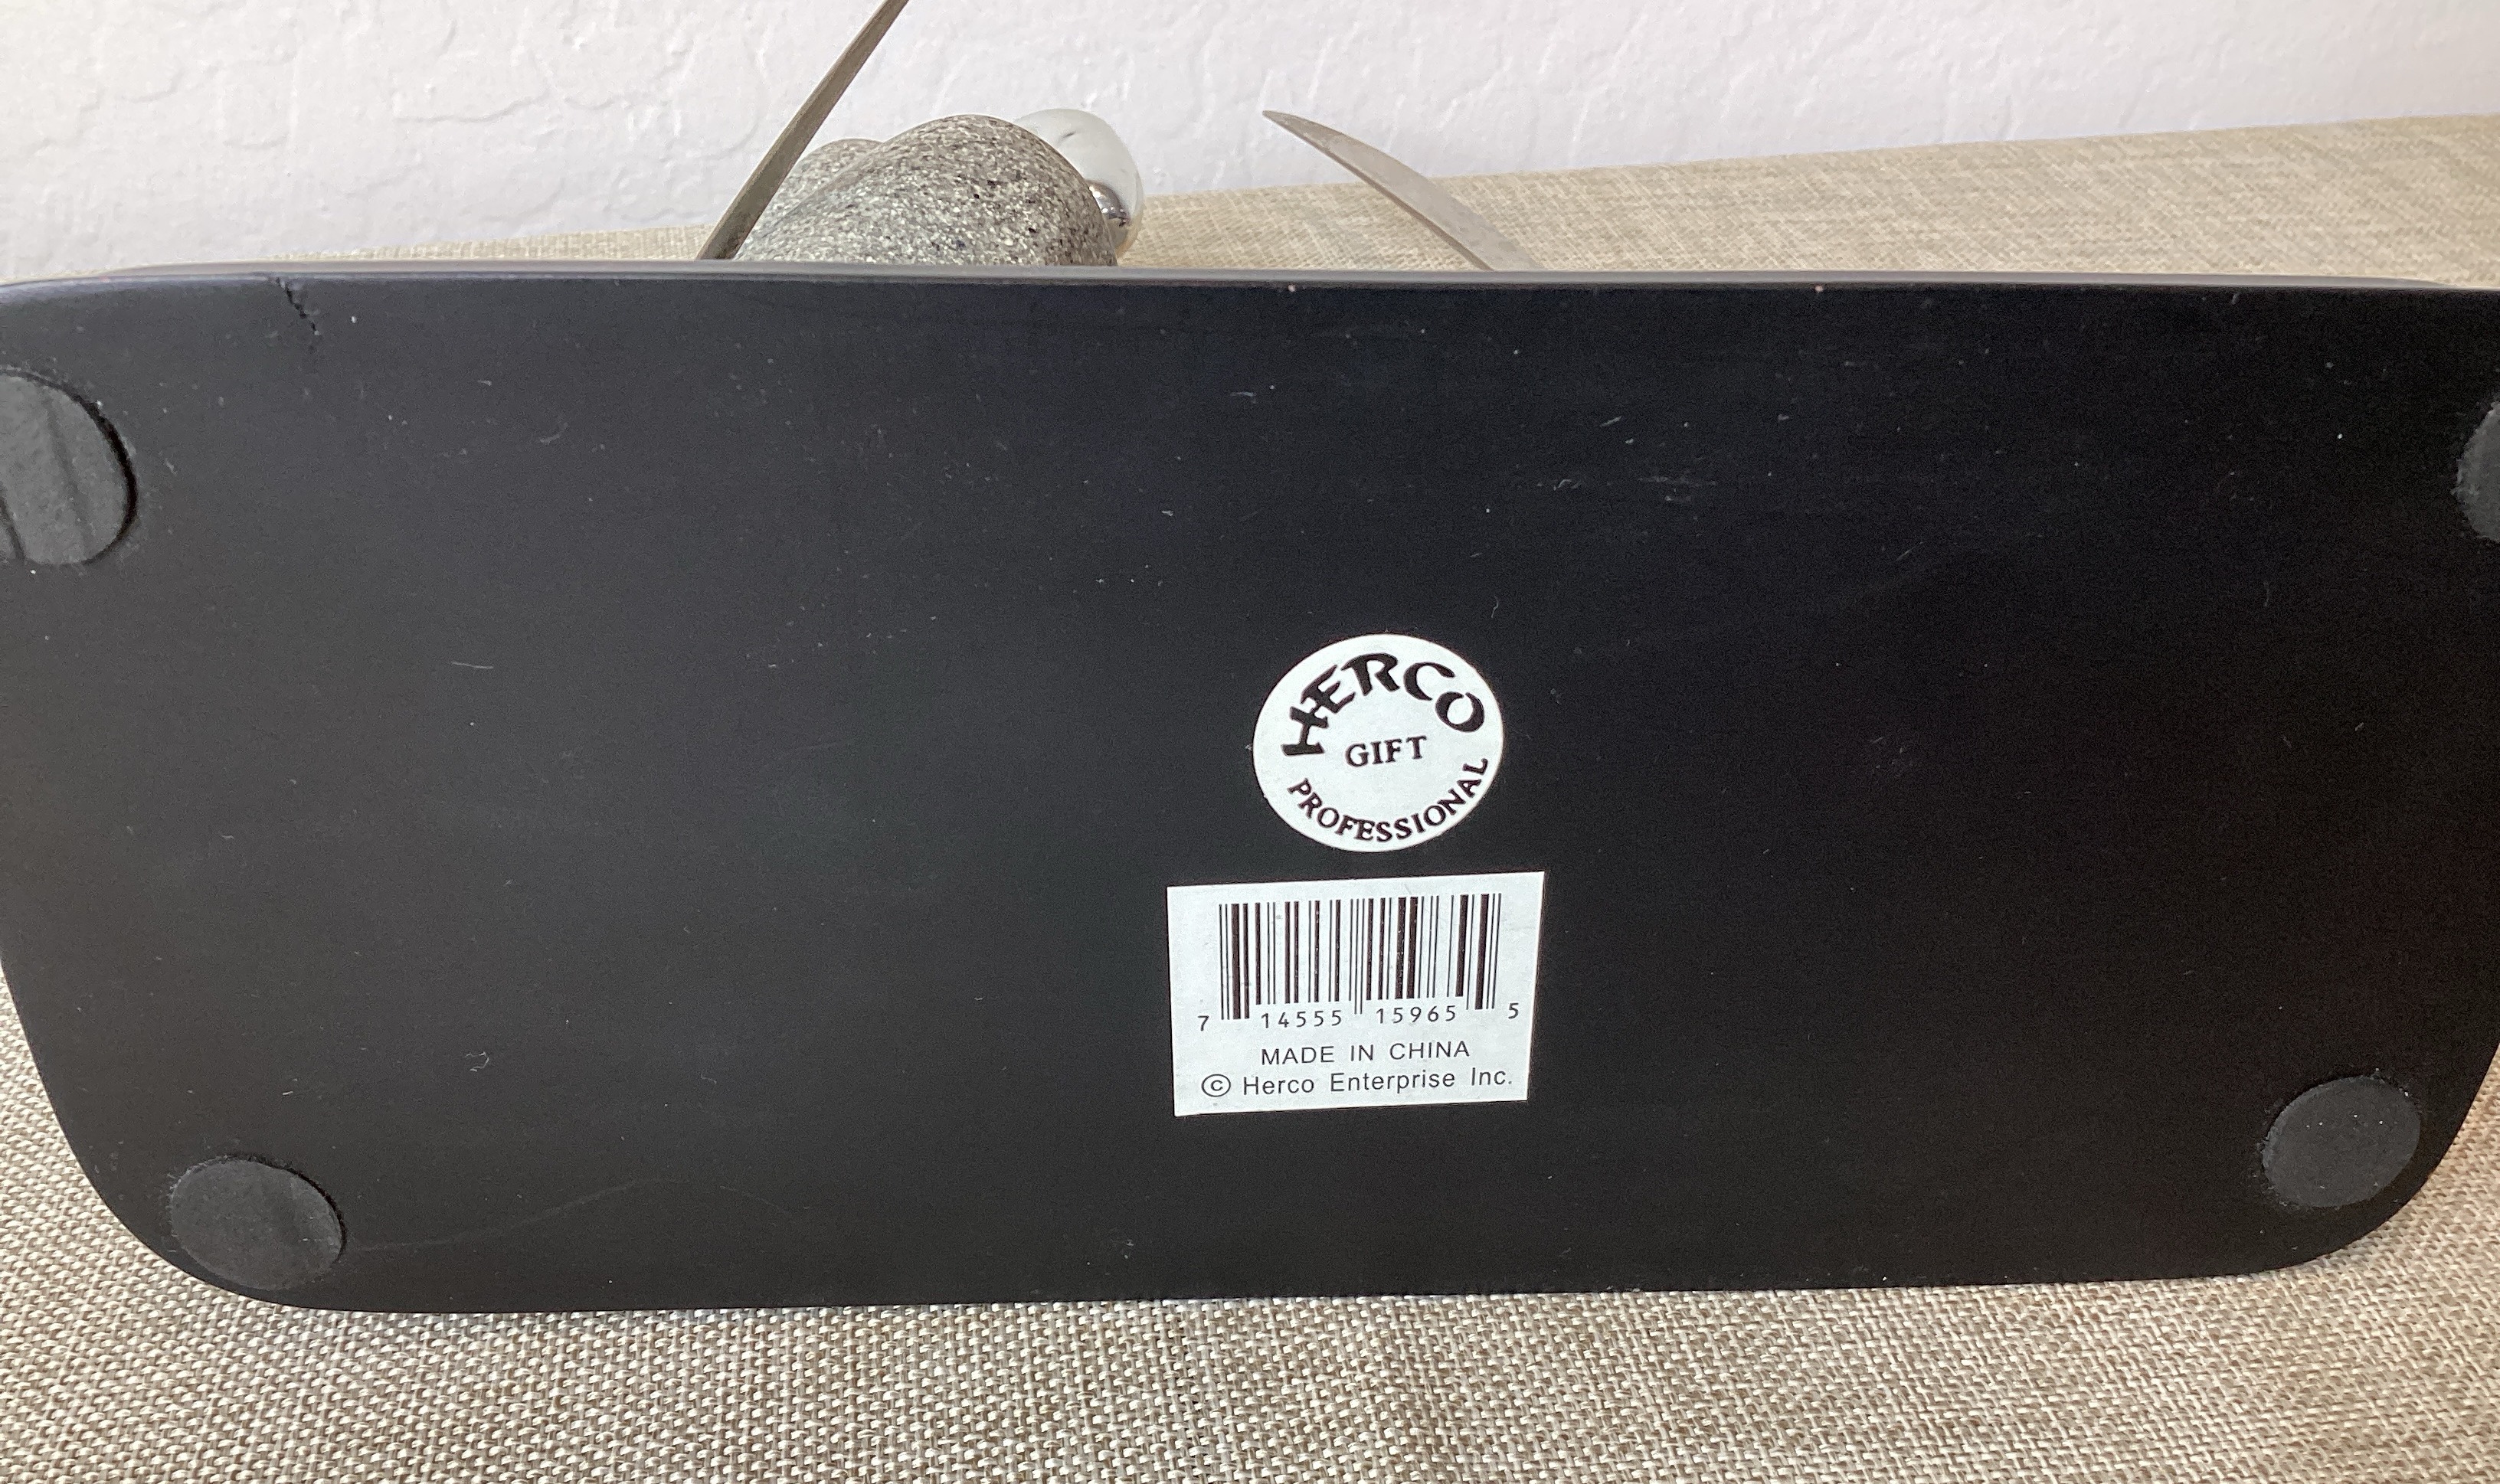 HERCO
GIFT
PROFESSIONAL
7 14555 15965 5
MADE IN CHINA
© Herco Enterprise Inc.